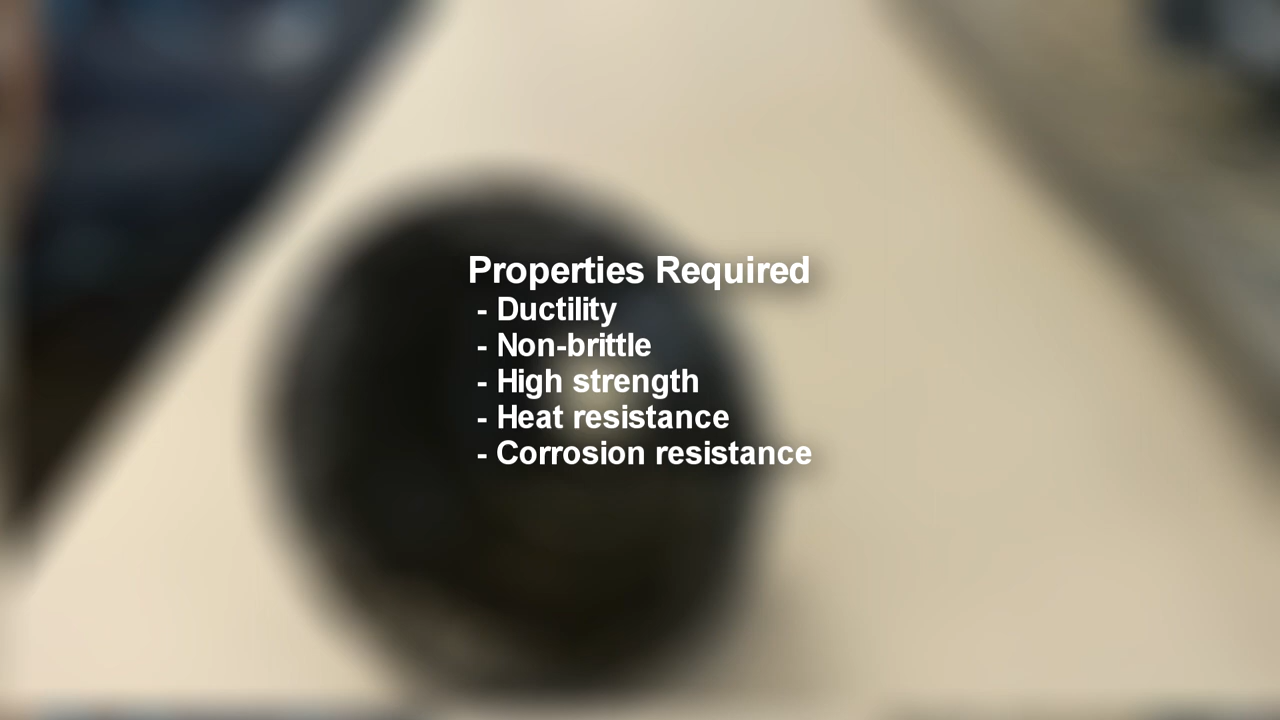 Properties Required
- Ductility
- Non-brittle
- High strength
- Heat resistance
- Corrosion resistance